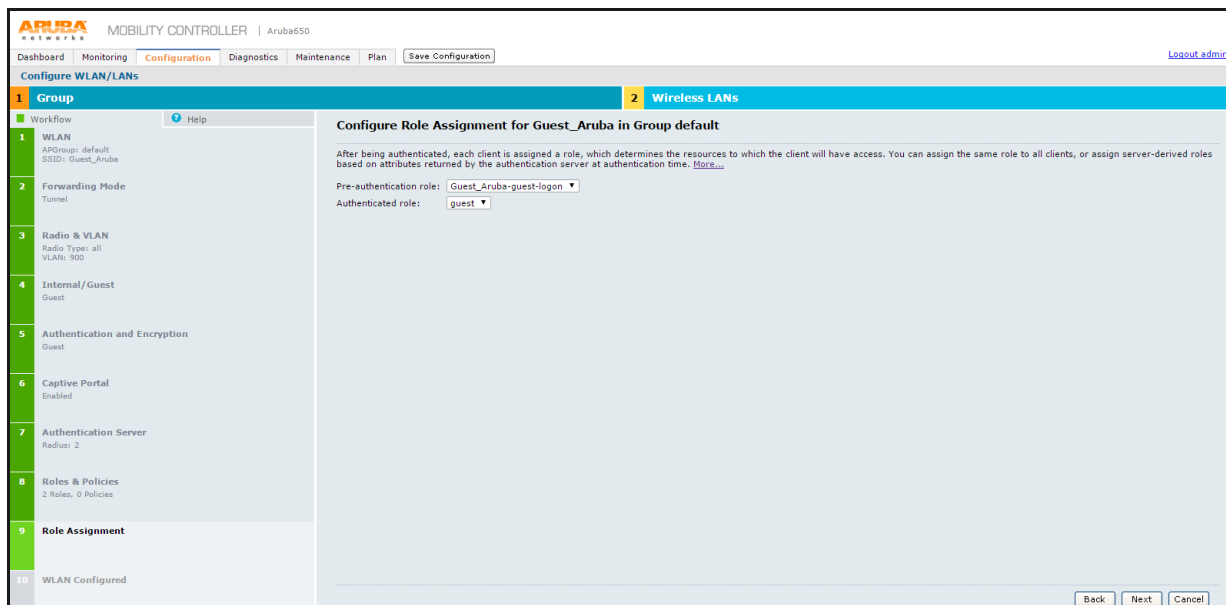 ARUBA networks MOBILITY CONTROLLER | Aruba650
Dashboard Monitoring Configuration Diagnostics Maintenance Plan Save Configuration Logout admin
Configure WLAN/LANs
1 Group 2 Wireless LANs
Workflow ? Help
1 WLAN
APGroup: default
SSID: Guest_Aruba
2 Forwarding Mode
Tunnel
3 Radio & VLAN
Radio Type: all
VLAN: 900
4 Internal/Guest
Guest
5 Authentication and Encryption
Guest
6 Captive Portal
Enabled
7 Authentication Server
Radius: 2
8 Roles & Policies
2 Roles, 0 Policies
9 Role Assignment
10 WLAN Configured
Configure Role Assignment for Guest_Aruba in Group default
After being authenticated, each client is assigned a role, which determines the resources to which the client will have access. You can assign the same role to all clients, or assign server-derived roles
based on attributes returned by the authentication server at authentication time. More...
Pre-authentication role: Guest_Aruba-guest-logon
Authenticated role: guest
Back Next Cancel